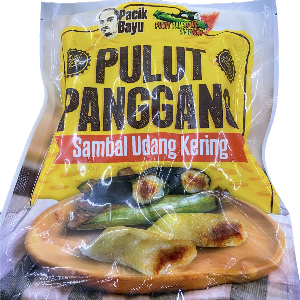 Pacik
Bayu
PULUT
PANGGANG
Sambal Udang Kering